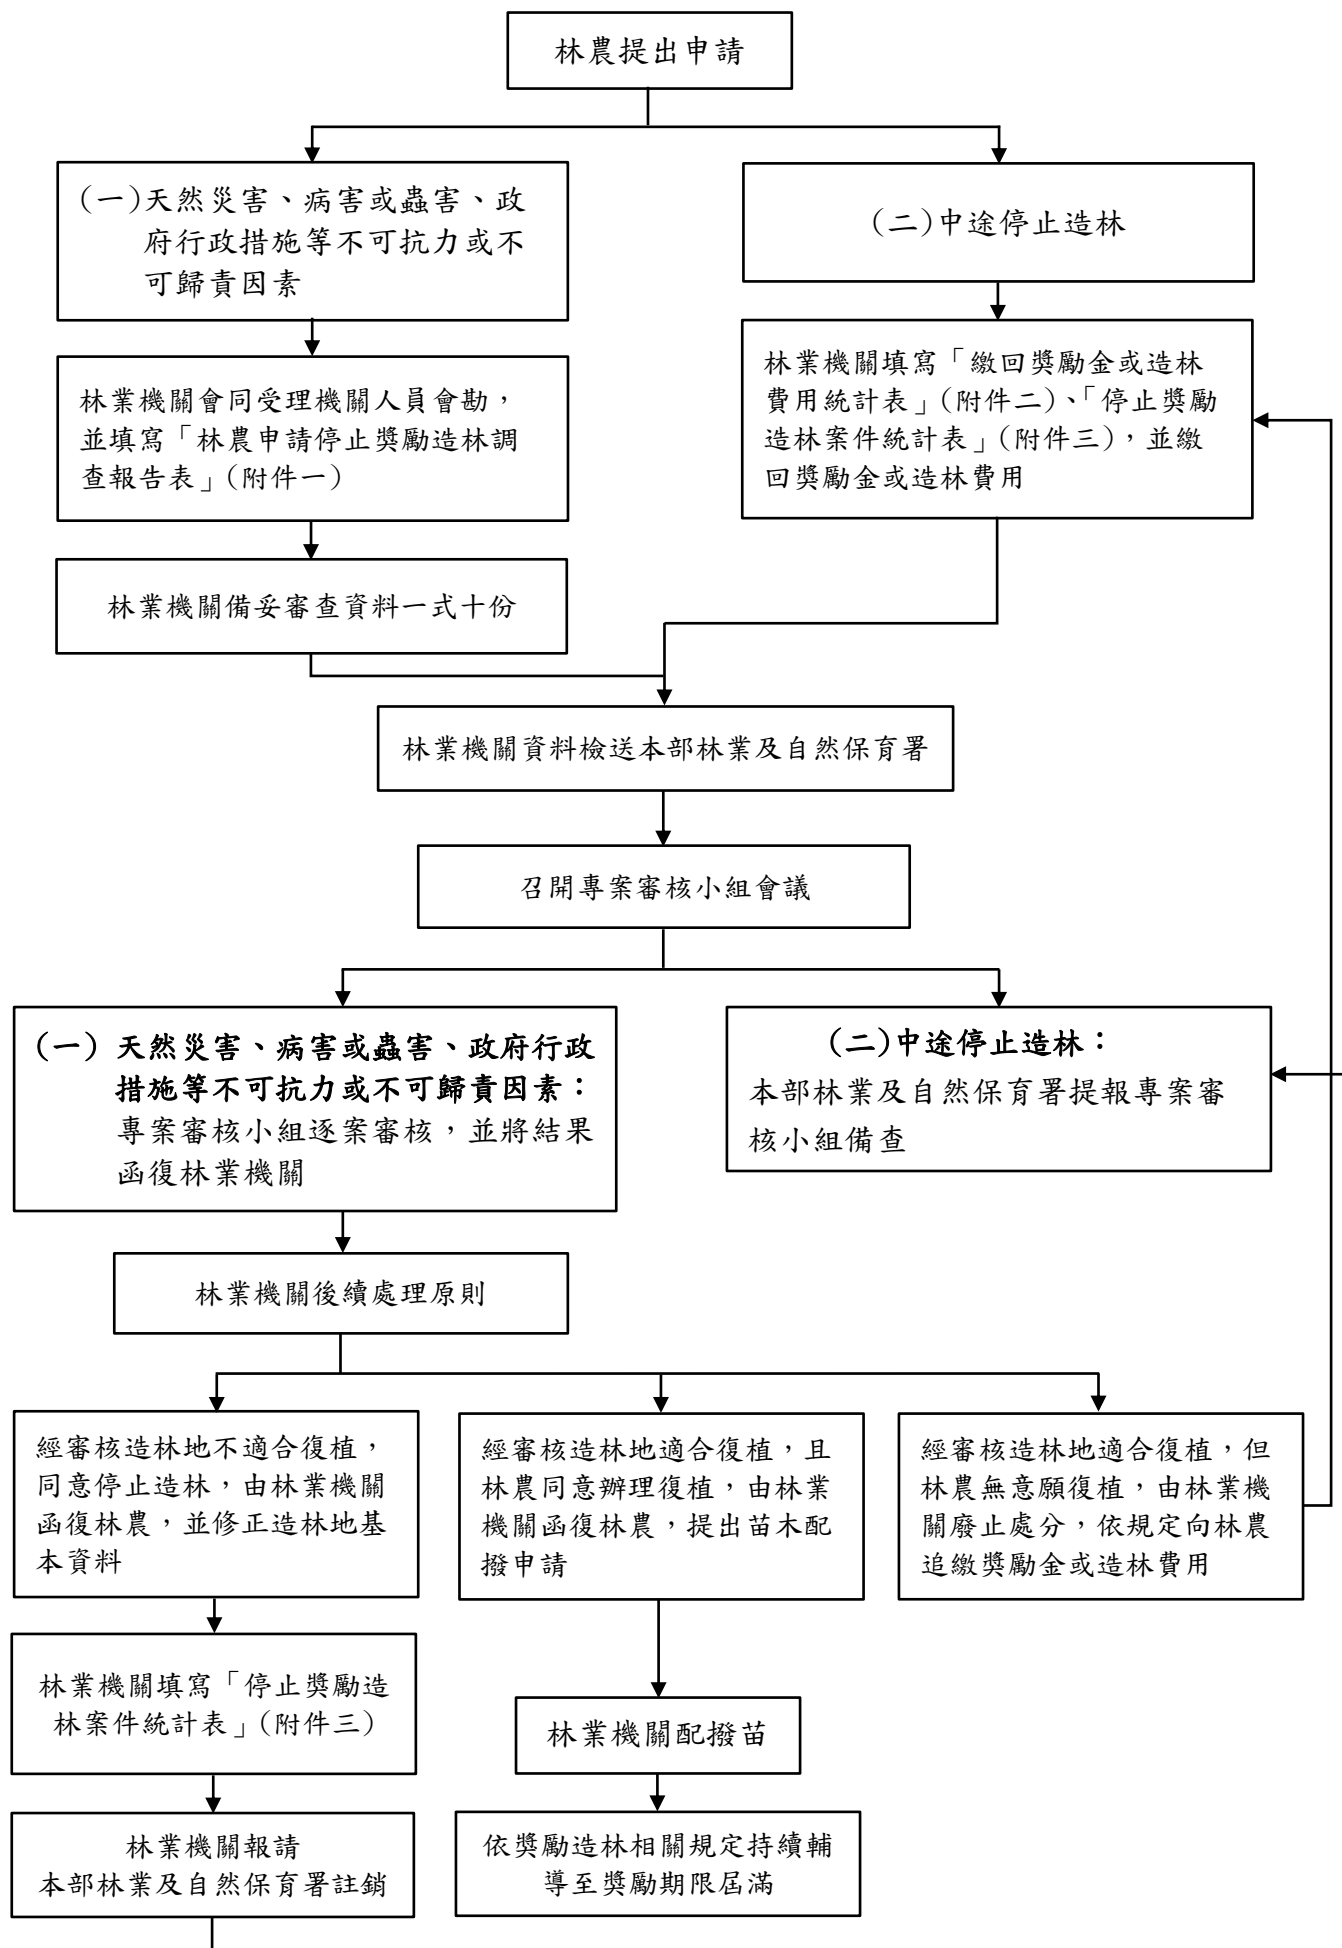 林農提出申請
(一)天然災害、病害或蟲害、政
府行政措施等不可抗力或不
可歸責因素
(二)中途停止造林
林業機關會同受理機關人員會勘，
並填寫「林農申請停止獎勵造林調
查報告表」(附件一)
林業機關填寫「繳回獎勵金或造林
費用統計表」(附件二)、「停止獎勵
造林案件統計表」(附件三)，並繳
回獎勵金或造林費用
林業機關備妥審查資料一式十份
林業機關資料檢送本部林業及自然保育署
召開專案審核小組會議
(一) 天然災害、病害或蟲害、政府行政
措施等不可抗力或不可歸責因素：
專案審核小組逐案審核，並將結果
函復林業機關
(二)中途停止造林：
本部林業及自然保育署提報專案審
核小組備查
林業機關後續處理原則
經審核造林地不適合復植，
同意停止造林，由林業機關
函復林農，並修正造林地基
本資料
經審核造林地適合復植，且
林農同意辦理復植，由林業
機關函復林農，提出苗木配
撥申請
經審核造林地適合復植，但
林農無意願復植，由林業機
關廢止處分，依規定向林農
追繳獎勵金或造林費用
林業機關填寫「停止獎勵造
林案件統計表」(附件三)
林業機關配撥苗
林業機關報請
本部林業及自然保育署註銷
依獎勵造林相關規定持續輔
導至獎勵期限屆滿